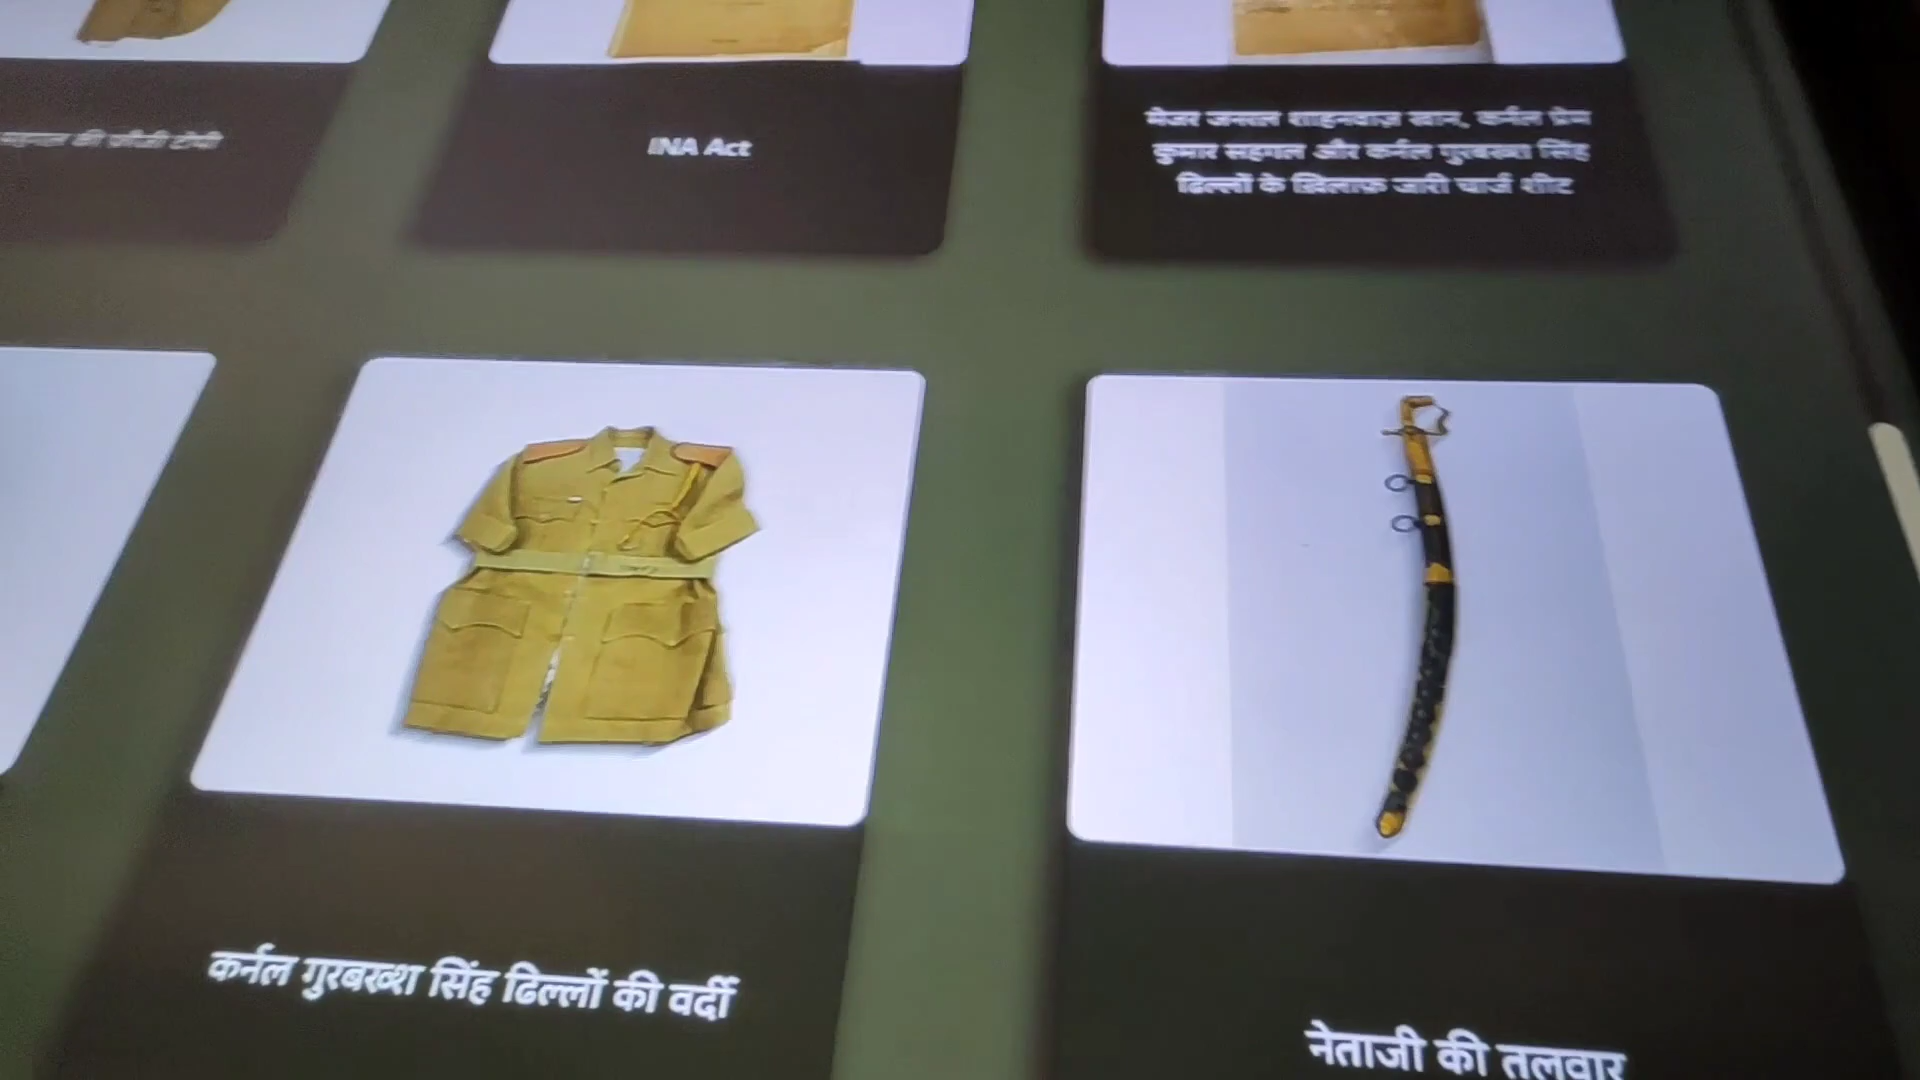 की फौजी टोपी
INA Act
मेजर जनरल शाहनवाज़ खान, कर्नल प्रेम
कुमार सहगल और कर्नल गुरबख्श सिंह
ढिल्लों के ख़िलाफ़ जारी चार्ज शीट
कर्नल गुरबख्श सिंह ढिल्लों की वर्दी
नेताजी की तलवार